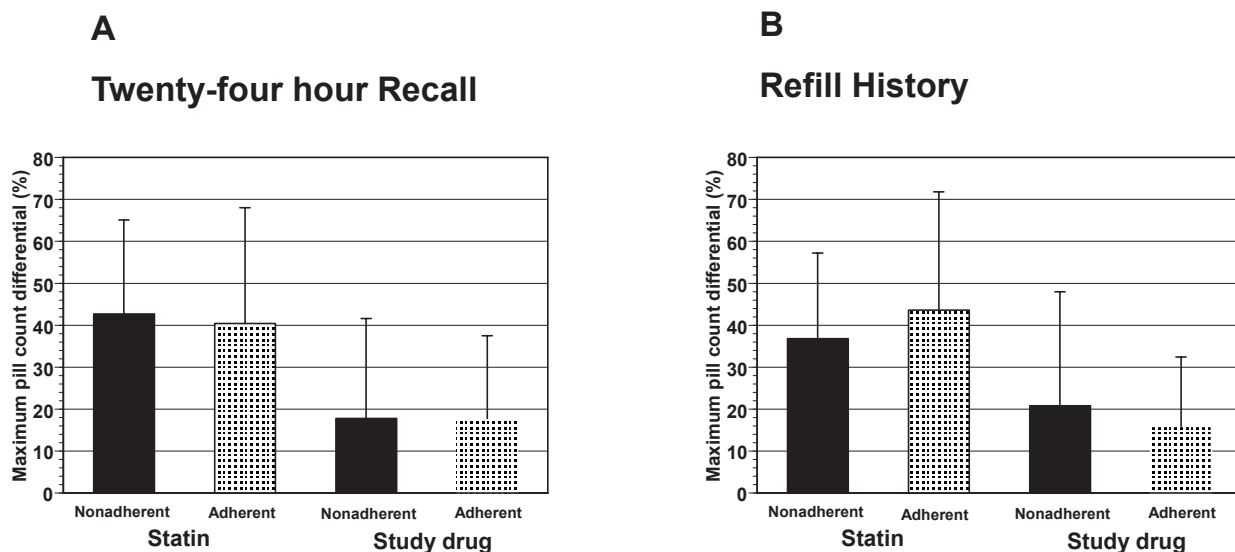 A
Twenty-four hour Recall
Maximum pill count differential (%)
80
70
60
50
40
30
20
10
0
Nonadherent Adherent Nonadherent Adherent
Statin Study drug
B
Refill History
Maximum pill count differential (%)
80
70
60
50
40
30
20
10
0
Nonadherent Adherent Nonadherent Adherent
Statin Study drug